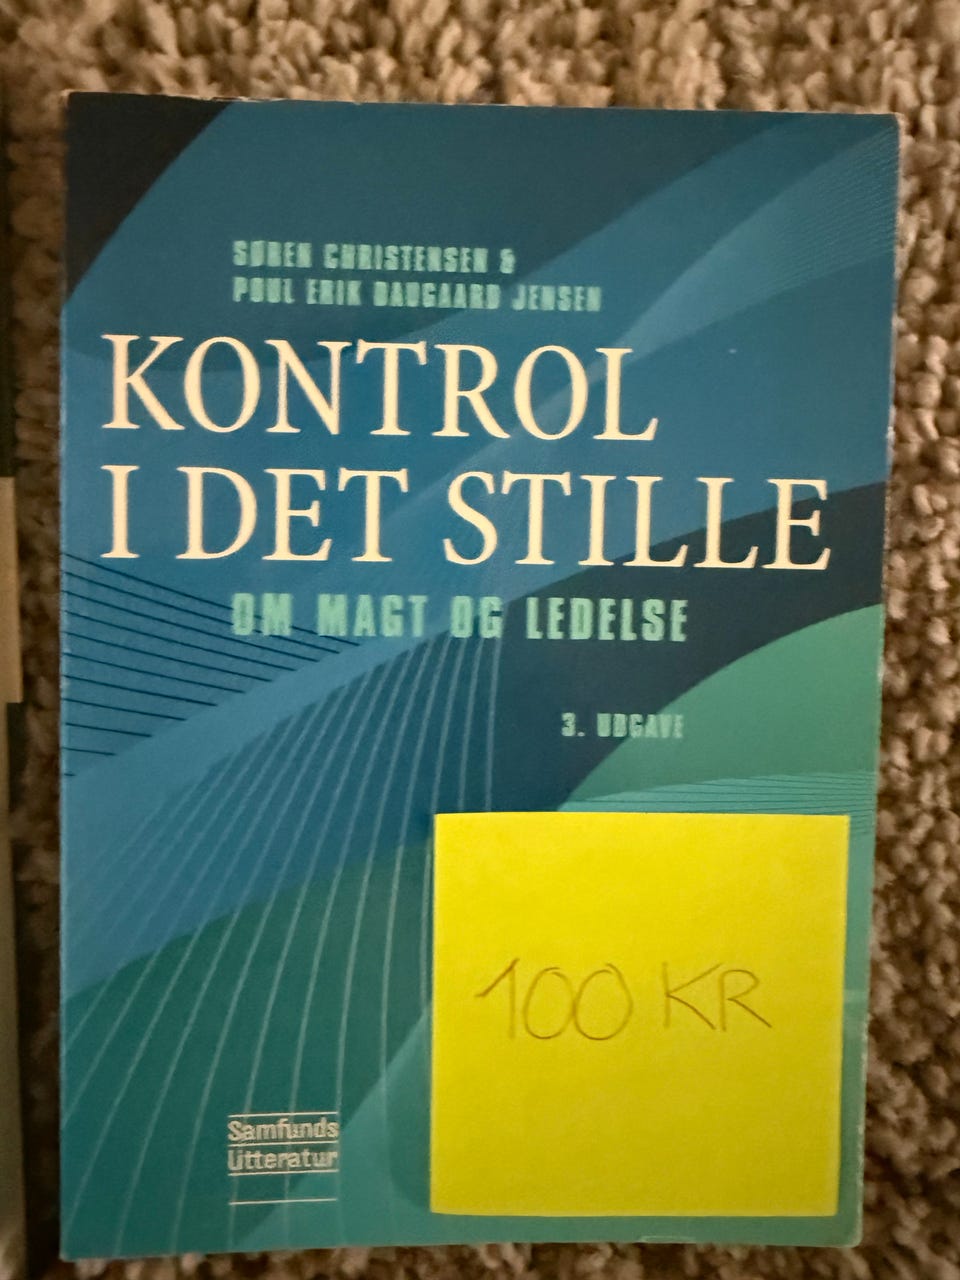 SØREN CHRISTENSEN &
POUL ERIK DAUGAARD JENSEN
KONTROL
I DET STILLE
OM MAGT OG LEDELSE
3. UDGAVE
100 KR
Samfunds
litteratur